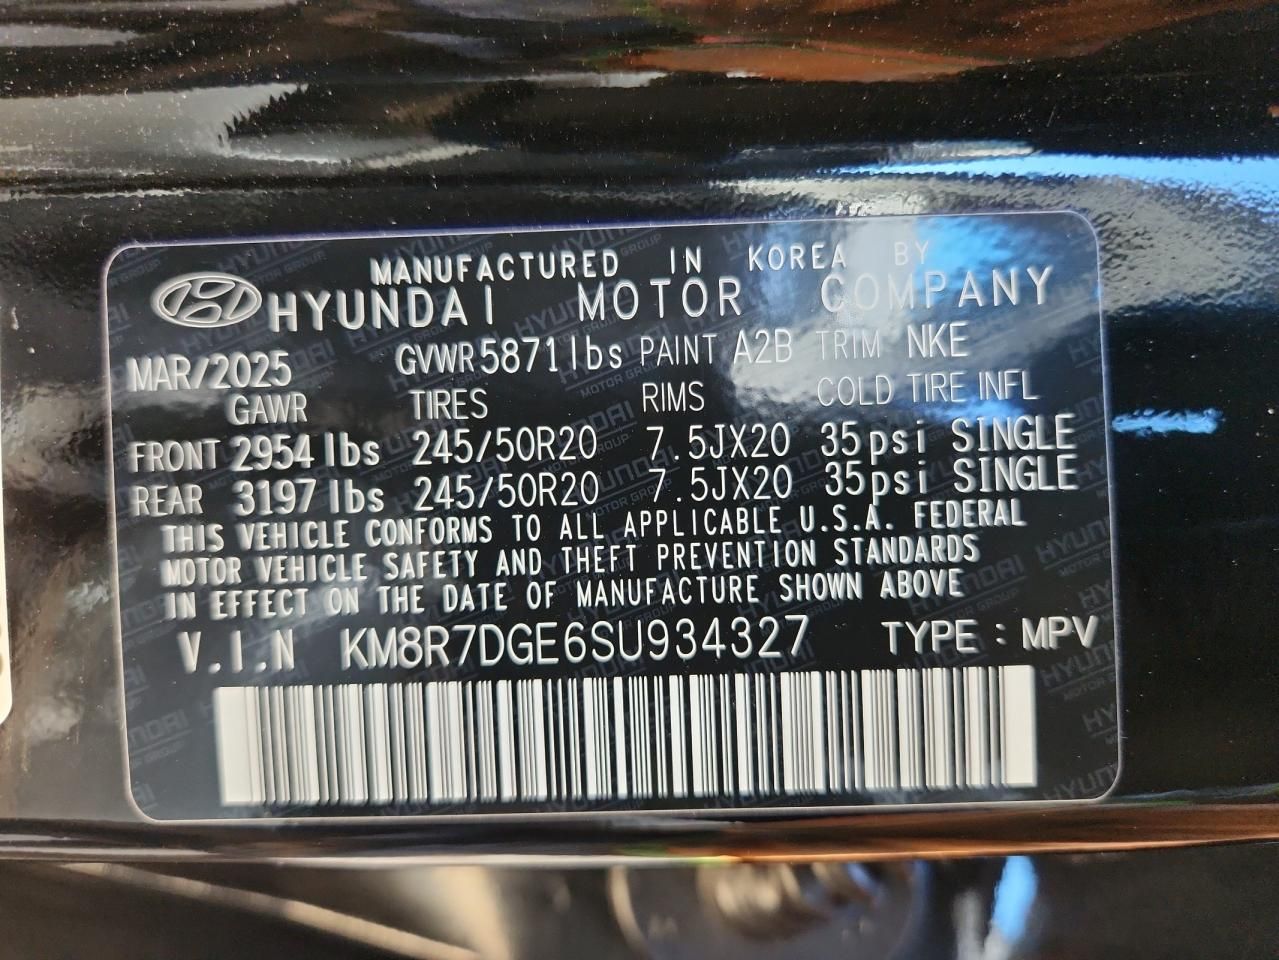 MANUFACTURED IN KOREA BY
HYUNDAI MOTOR COMPANY
MAR/2025 GVWR 5871 lbs PAINT A2B TRIM NKE
GAWR TIRES RIMS COLD TIRE INFL
FRONT 2954 lbs 245/50R20 7.5JX20 35psi SINGLE
REAR 3197 lbs 245/50R20 7.5JX20 35psi SINGLE
THIS VEHICLE CONFORMS TO ALL APPLICABLE U.S.A. FEDERAL
MOTOR VEHICLE SAFETY AND THEFT PREVENTION STANDARDS
IN EFFECT ON THE DATE OF MANUFACTURE SHOWN ABOVE
V.I.N KM8R7DGE6SU934327 TYPE : MPV